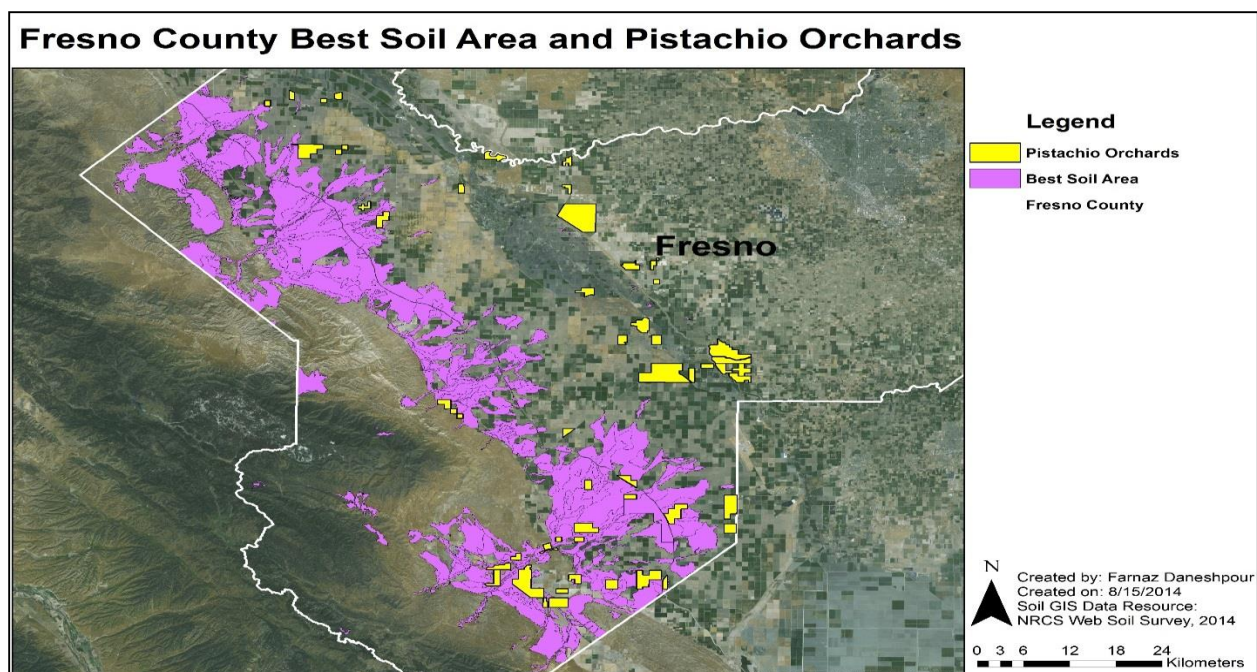 Fresno County Best Soil Area and Pistachio Orchards
Fresno
Legend
Pistachio Orchards
Best Soil Area
Fresno County
N
Created by: Farnaz Daneshpour
Created on: 8/15/2014
Soil GIS Data Resource:
NRCS Web Soil Survey, 2014
0 3 6 12 18 24
Kilometers